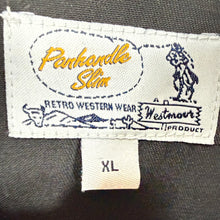 Panhandle
Slim
RETRO WESTERN WEAR
Westmoor
PRODUCT
XL